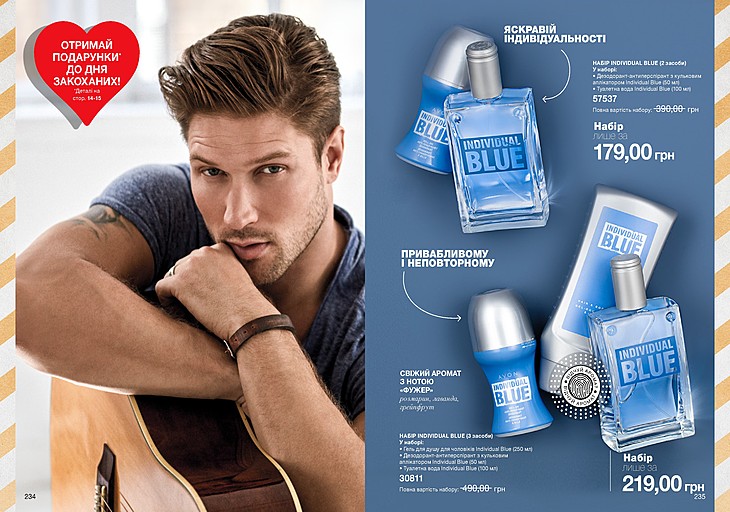 ОТРИМАЙ
ПОДАРУНКИ*
ДО ДНЯ
ЗАКОХАНИХ!
*Деталі на
стор. 14-15
234
ЯСКРАВІЙ
ІНДИВІДУАЛЬНОСТІ
НАБІР INDIVIDUAL BLUE (2 засоби)
У наборі:
• Дезодорант-антиперспірант з кульковим
аплікатором Individual Blue (50 мл)
• Туалетна вода Individual Blue (100 мл)
57537
Повна вартість набору: 390,00 грн
Набір
лише за
179,00 грн
INDIVIDUAL
BLUE
INDIVIDUAL
BLUE
ПРИВАБЛИВОМУ
І НЕПОВТОРНОМУ
INDIVIDUAL
BLUE
INDIVIDUAL
BLUE
AVON
INDIVIDUAL
BLUE
СВІЖИЙ АРОМАТ
З НОТОЮ
«ФУЖЕР»
розмарин, лаванда,
грейпфрут
НАБІР INDIVIDUAL BLUE (3 засоби)
У наборі:
• Гель для душу для чоловіків Individual Blue (250 мл)
• Дезодорант-антиперспірант з кульковим
аплікатором Individual Blue (50 мл)
• Туалетна вода Individual Blue (100 мл)
30811
Повна вартість набору: 490,00 грн
Набір
лише за
219,00 грн
235